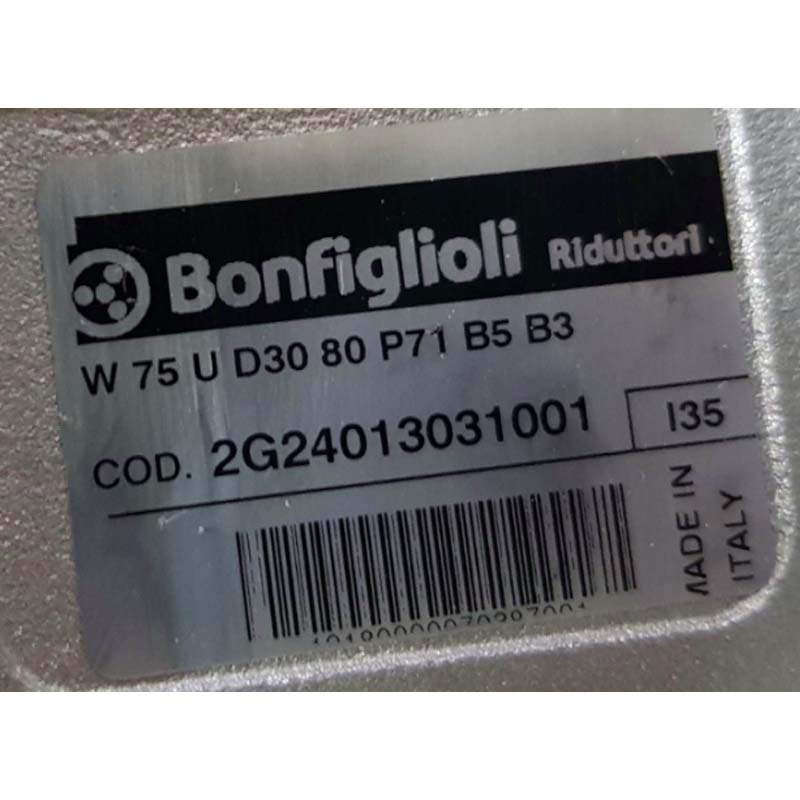 Bonfiglioli Riduttori
W 75 U D30 80 P71 B5 B3
COD. 2G24013031001 I35
MADE IN
ITALY